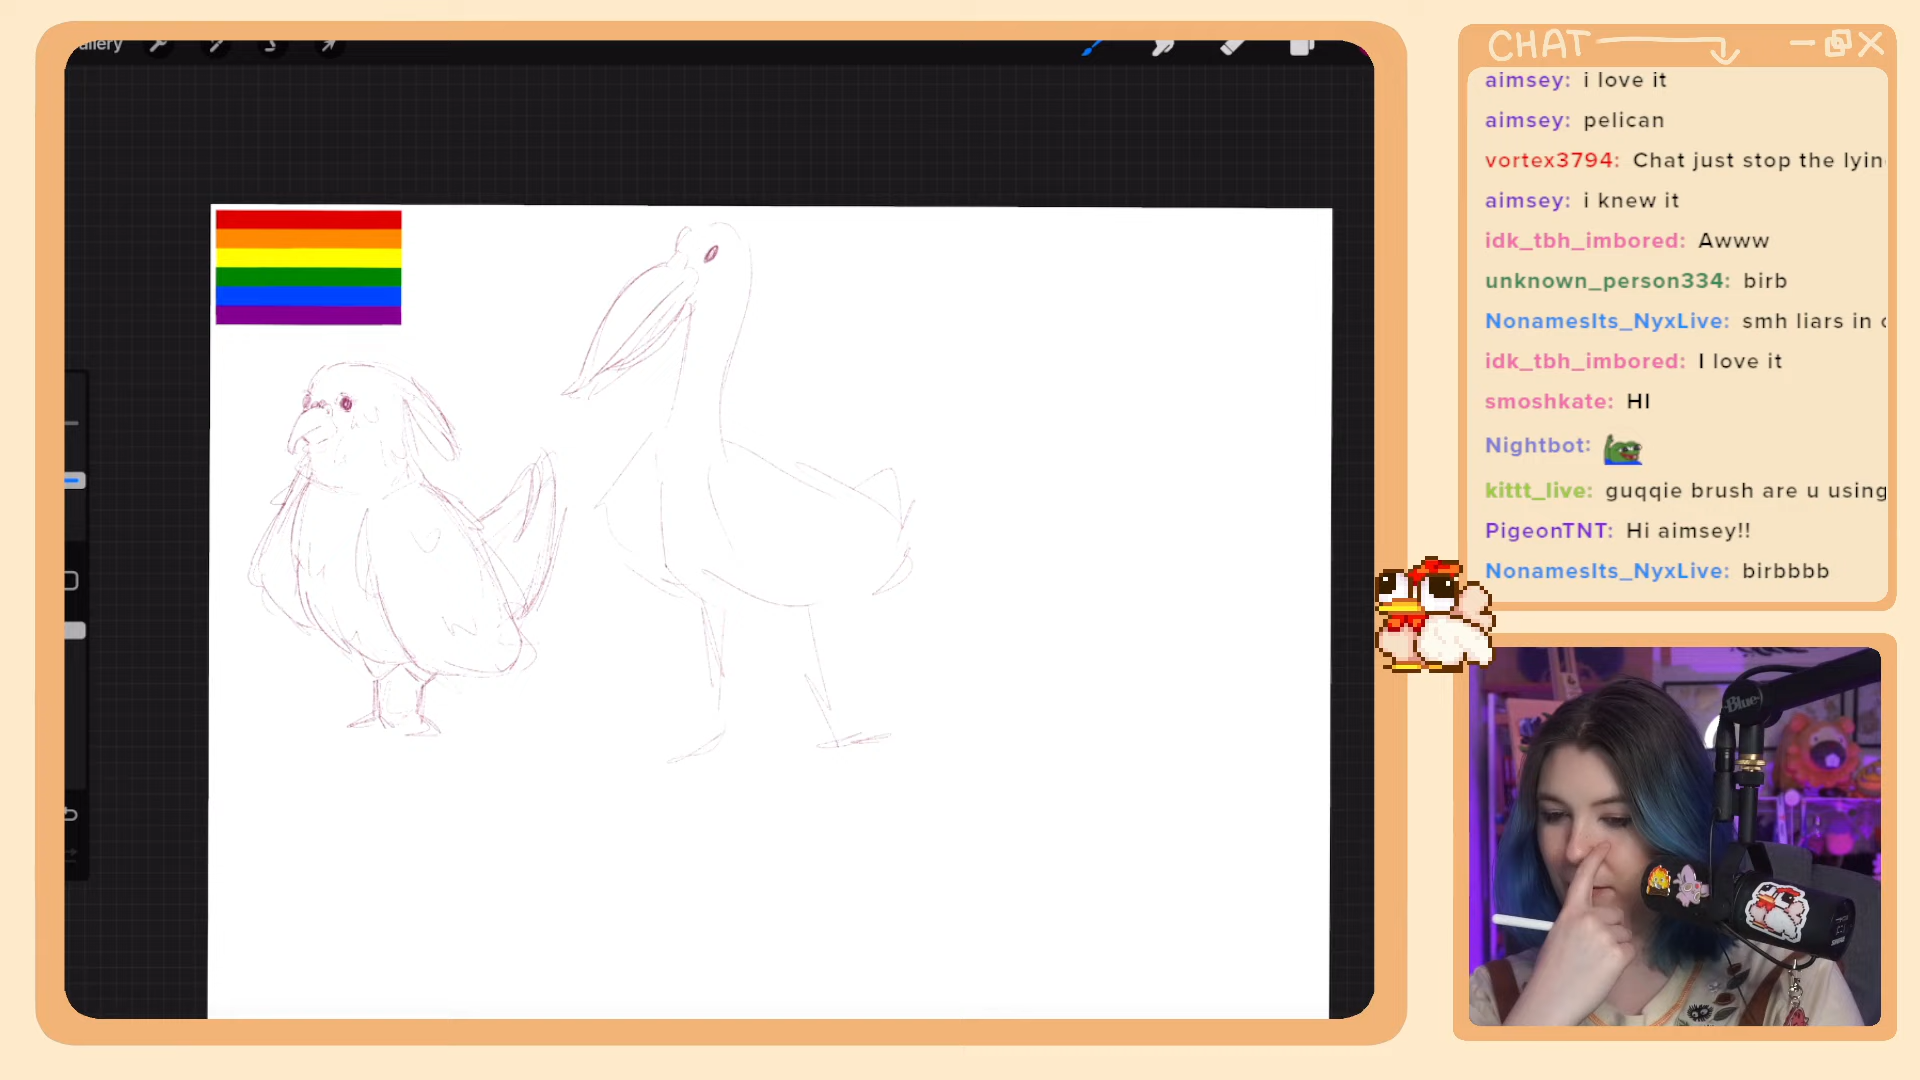 allery
CHAT
aimsey: i love it
aimsey: pelican
vortex3794: Chat just stop the lyin
aimsey: i knew it
idk_tbh_imbored: Awww
unknown_person334: birb
NonamesIts_NyxLive: smh liars in c
idk_tbh_imbored: I love it
smoshkate: HI
Nightbot:
kittt_live: guqqie brush are u using
PigeonTNT: Hi aimsey!!
NonamesIts_NyxLive: birbbbb
Blue